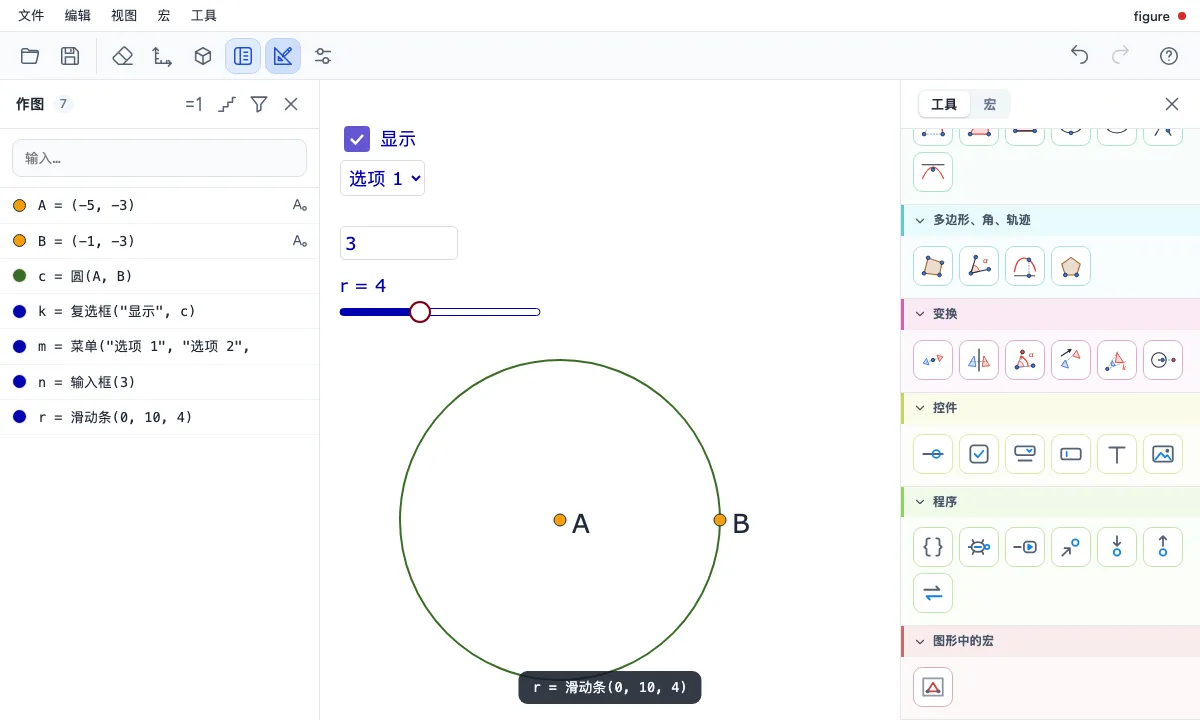 文件 编辑 视图 宏 工具 figure
作图 7
=1
输入…
A = (−5, −3)
B = (−1, −3)
c = 圆(A, B)
k = 复选框("显示", c)
m = 菜单("选项 1", "选项 2",
n = 输入框(3)
r = 滑动条(0, 10, 4)
显示
选项 1
3
r = 4
A
B
r = 滑动条(0, 10, 4)
工具 宏
多边形、角、轨迹
变换
控件
程序
图形中的宏